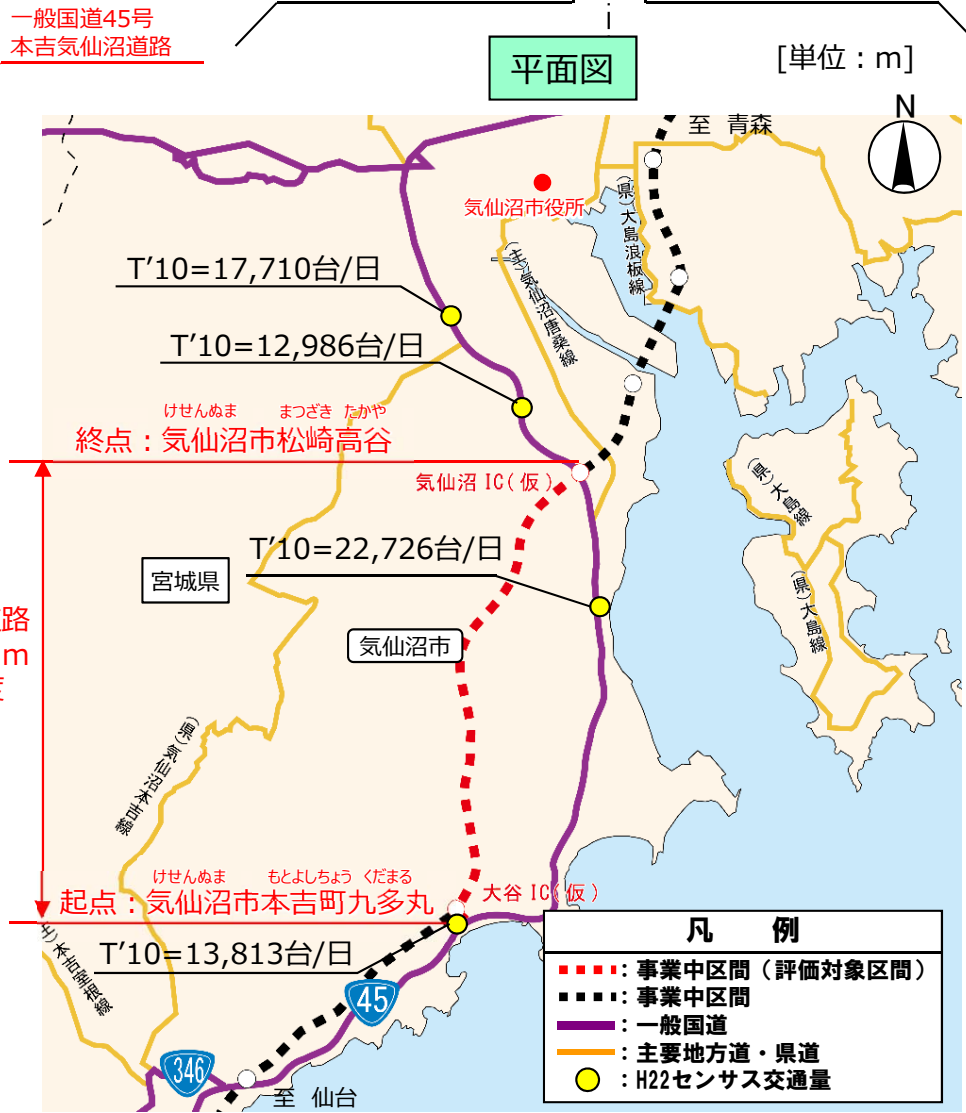 一般国道45号
本吉気仙沼道路
平面図
[単位：m]
N
至 青森
気仙沼市役所
(県)大島浪板線
(主)気仙沼唐桑線
T'10=17,710台/日
T'10=12,986台/日
けせんぬま まつざき たかや
終点：気仙沼市松崎高谷
気仙沼 IC(仮)
(県)大島線
(県)大島線
T'10=22,726台/日
宮城県
気仙沼市
路
m
(県)気仙沼本吉線
けせんぬま もとよしちょう くだまる
起点：気仙沼市本吉町九多丸
大谷 IC(仮)
(主)本吉室根線
T'10=13,813台/日
45
346
至 仙台
凡 例
：事業中区間（評価対象区間）
：事業中区間
：一般国道
：主要地方道・県道
：H22センサス交通量